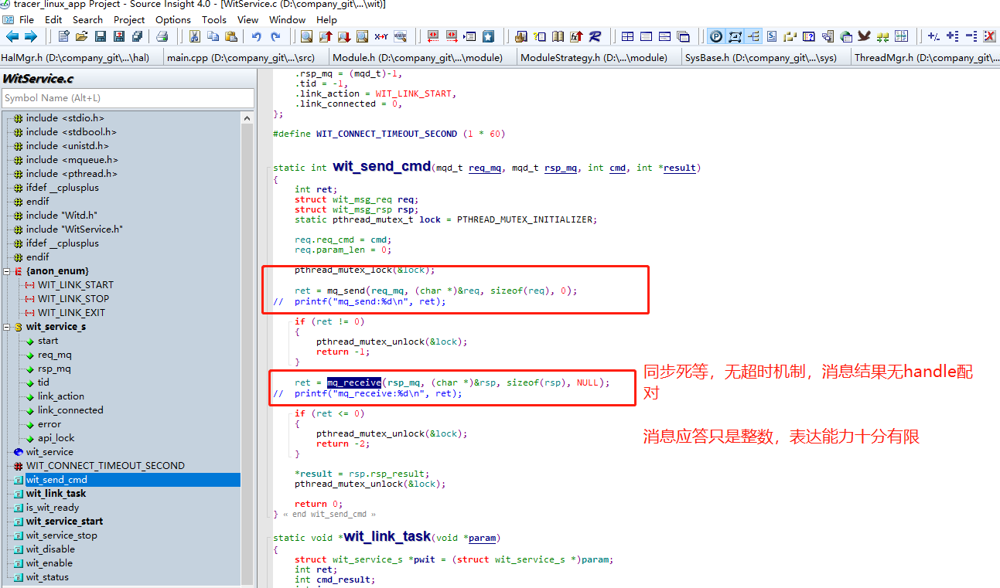 tracer_linux_app Project - Source Insight 4.0 - [WitService.c (D:\company_git\...\wit)]
File Edit Search Project Options Tools View Window Help
HalMgr.h (D:\company_git\...\hal) main.cpp (D:\company_git\...\src) Module.h (D:\company_git\...\module) ModuleStrategy.h (D:\...\module) SysBase.h (D:\company_git\...\sys) ThreadMgr.h (D:\company_git\...
WitService.c
Symbol Name (Alt+L)
include <stdio.h>
include <stdbool.h>
include <unistd.h>
include <mqueue.h>
include <pthread.h>
ifdef __cplusplus
endif
include "Witd.h"
include "WitService.h"
ifdef __cplusplus
endif
{anon_enum}
WIT_LINK_START
WIT_LINK_STOP
WIT_LINK_EXIT
wit_service_s
start
req_mq
rsp_mq
tid
link_action
link_connected
error
api_lock
wit_service
WIT_CONNECT_TIMEOUT_SECOND
wit_send_cmd
wit_link_task
is_wit_ready
wit_service_start
wit_service_stop
wit_disable
wit_enable
wit_status
.rsp_mq = (mqd_t)-1,
.tid = -1,
.link_action = WIT_LINK_START,
.link_connected = 0,
};
#define WIT_CONNECT_TIMEOUT_SECOND (1 * 60)
static int wit_send_cmd(mqd_t req_mq, mqd_t rsp_mq, int cmd, int *result)
{
int ret;
struct wit_msg_req req;
struct wit_msg_rsp rsp;
static pthread_mutex_t lock = PTHREAD_MUTEX_INITIALIZER;
req.req_cmd = cmd;
req.param_len = 0;
pthread_mutex_lock(&lock);
ret = mq_send(req_mq, (char *)&req, sizeof(req), 0);
// printf("mq_send:%d\n", ret);
if (ret != 0)
{
pthread_mutex_unlock(&lock);
return -1;
}
ret = mq_receive(rsp_mq, (char *)&rsp, sizeof(rsp), NULL);
// printf("mq_receive:%d\n", ret);
if (ret <= 0)
{
pthread_mutex_unlock(&lock);
return -2;
}
*result = rsp.rsp_result;
pthread_mutex_unlock(&lock);
return 0;
} « end wit_send_cmd »
static void *wit_link_task(void *param)
{
struct wit_service_s *pwit = (struct wit_service_s *)param;
int ret;
int cmd_result;
同步死等，无超时机制，消息结果无handle配
对
消息应答只是整数，表达能力十分有限